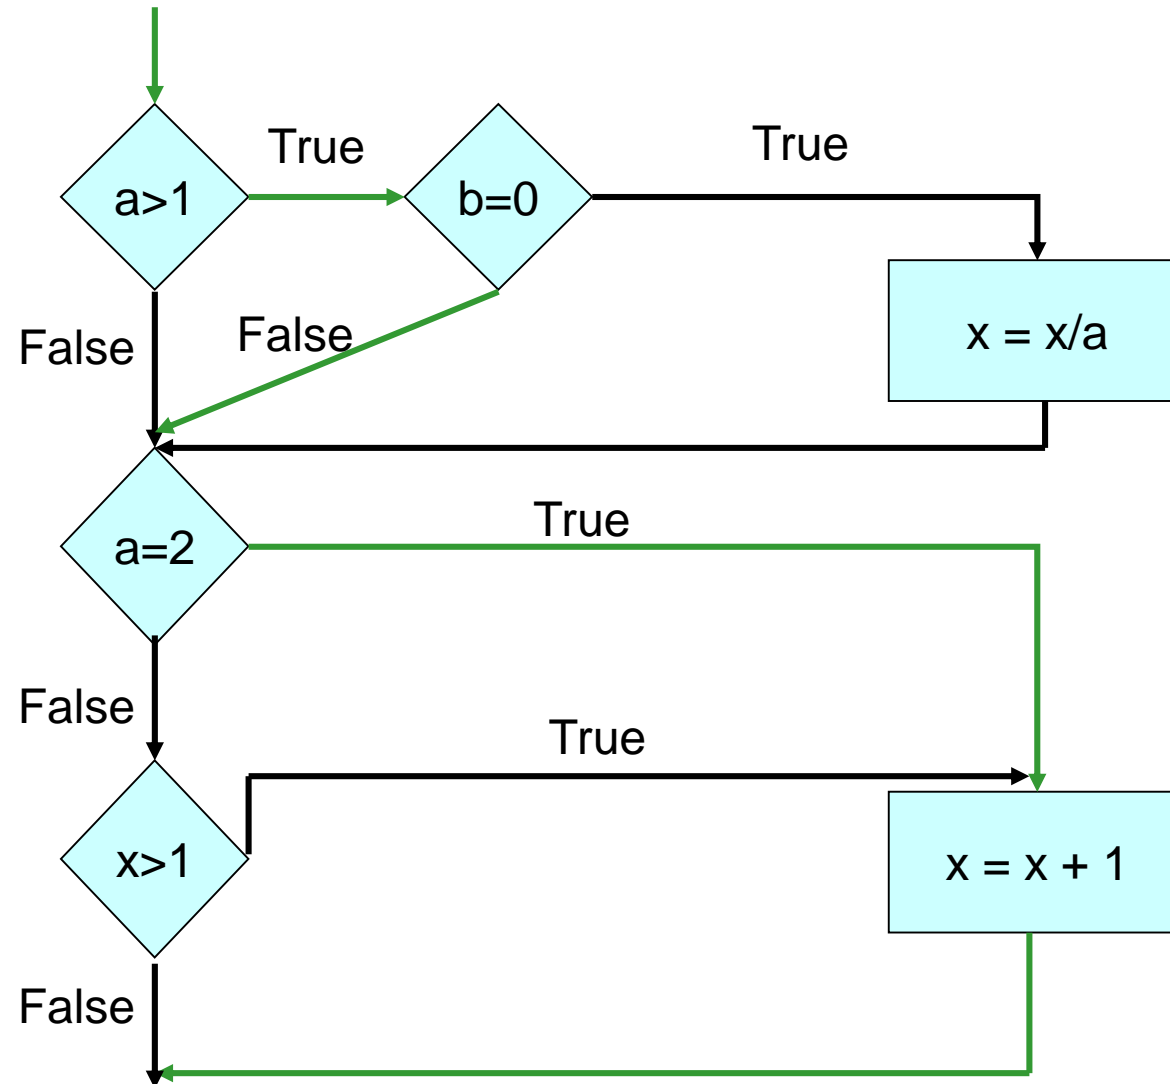 True
True
a>1
b=0
False
False
x = x/a
True
a=2
False
True
x>1
x = x + 1
False